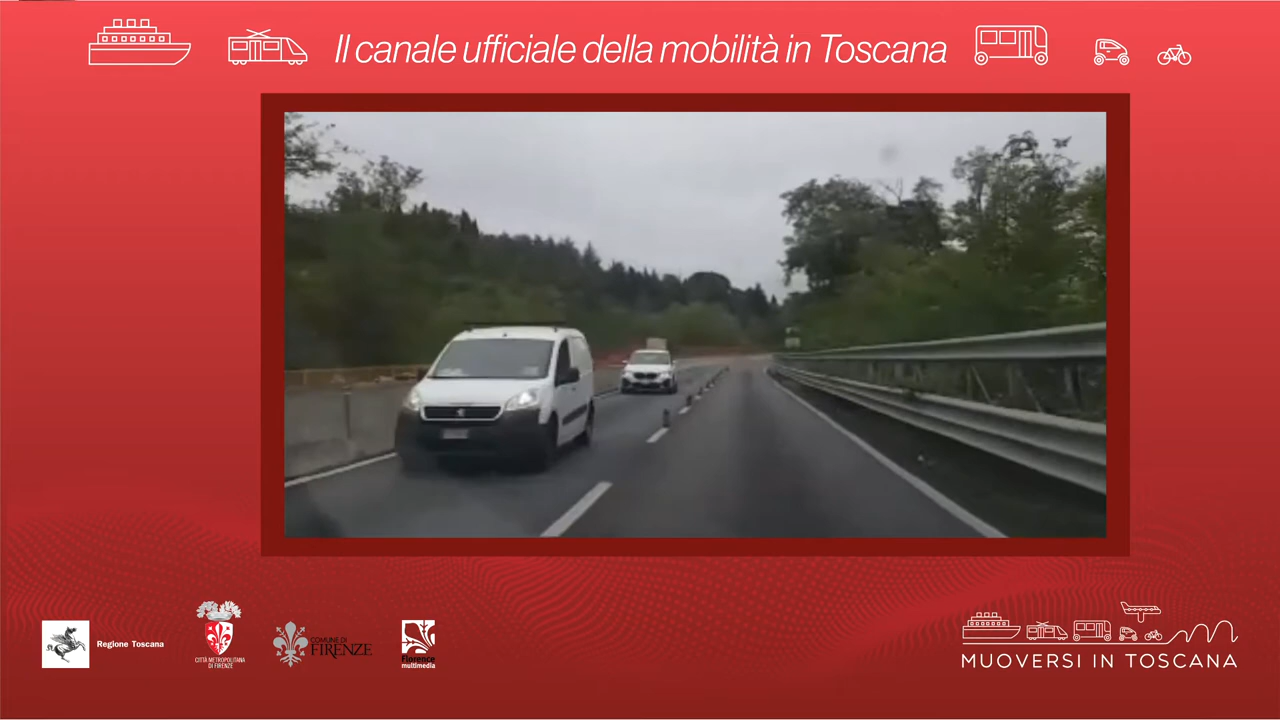 Il canale ufficiale della mobilità in Toscana
Regione Toscana
CITTÀ METROPOLITANA
DI FIRENZE
COMUNE DI
FIRENZE
Florence
multimedia
MUOVERSI IN TOSCANA